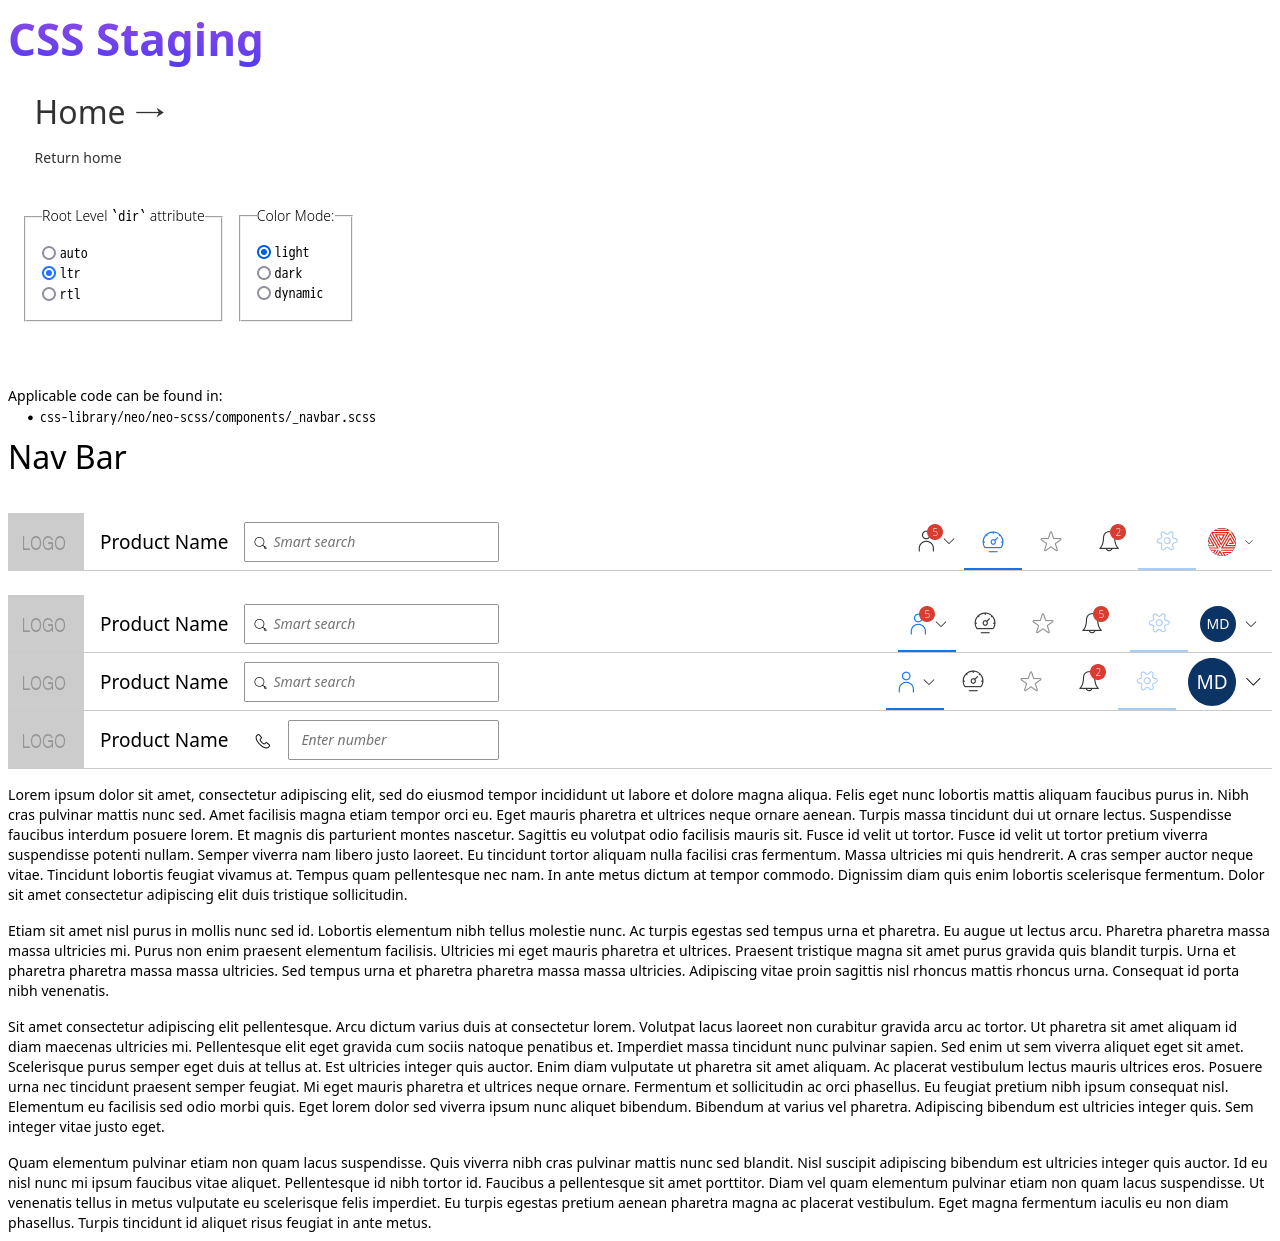 CSS Staging
Home →
Return home
Root Level `dir` attribute
auto
ltr
rtl
Color Mode:
light
dark
dynamic
Applicable code can be found in:
• css-library/neo/neo-scss/components/_navbar.scss
Nav Bar
LOGO Product Name Smart search 5 2
LOGO Product Name Smart search 5 5 MD
LOGO Product Name Smart search 2 MD
LOGO Product Name Enter number
Lorem ipsum dolor sit amet, consectetur adipiscing elit, sed do eiusmod tempor incididunt ut labore et dolore magna aliqua. Felis eget nunc lobortis mattis aliquam faucibus purus in. Nibh
cras pulvinar mattis nunc sed. Amet facilisis magna etiam tempor orci eu. Eget mauris pharetra et ultrices neque ornare aenean. Turpis massa tincidunt dui ut ornare lectus. Suspendisse
faucibus interdum posuere lorem. Et magnis dis parturient montes nascetur. Sagittis eu volutpat odio facilisis mauris sit. Fusce id velit ut tortor. Fusce id velit ut tortor pretium viverra
suspendisse potenti nullam. Semper viverra nam libero justo laoreet. Eu tincidunt tortor aliquam nulla facilisi cras fermentum. Massa ultricies mi quis hendrerit. A cras semper auctor neque
vitae. Tincidunt lobortis feugiat vivamus at. Tempus quam pellentesque nec nam. In ante metus dictum at tempor commodo. Dignissim diam quis enim lobortis scelerisque fermentum. Dolor
sit amet consectetur adipiscing elit duis tristique sollicitudin.
Etiam sit amet nisl purus in mollis nunc sed id. Lobortis elementum nibh tellus molestie nunc. Ac turpis egestas sed tempus urna et pharetra. Eu augue ut lectus arcu. Pharetra pharetra massa
massa ultricies mi. Purus non enim praesent elementum facilisis. Ultricies mi eget mauris pharetra et ultrices. Praesent tristique magna sit amet purus gravida quis blandit turpis. Urna et
pharetra pharetra massa massa ultricies. Sed tempus urna et pharetra pharetra massa massa ultricies. Adipiscing vitae proin sagittis nisl rhoncus mattis rhoncus urna. Consequat id porta
nibh venenatis.
Sit amet consectetur adipiscing elit pellentesque. Arcu dictum varius duis at consectetur lorem. Volutpat lacus laoreet non curabitur gravida arcu ac tortor. Ut pharetra sit amet aliquam id
diam maecenas ultricies mi. Pellentesque elit eget gravida cum sociis natoque penatibus et. Imperdiet massa tincidunt nunc pulvinar sapien. Sed enim ut sem viverra aliquet eget sit amet.
Scelerisque purus semper eget duis at tellus at. Est ultricies integer quis auctor. Enim diam vulputate ut pharetra sit amet aliquam. Ac placerat vestibulum lectus mauris ultrices eros. Posuere
urna nec tincidunt praesent semper feugiat. Mi eget mauris pharetra et ultrices neque ornare. Fermentum et sollicitudin ac orci phasellus. Eu feugiat pretium nibh ipsum consequat nisl.
Elementum eu facilisis sed odio morbi quis. Eget lorem dolor sed viverra ipsum nunc aliquet bibendum. Bibendum at varius vel pharetra. Adipiscing bibendum est ultricies integer quis. Sem
integer vitae justo eget.
Quam elementum pulvinar etiam non quam lacus suspendisse. Quis viverra nibh cras pulvinar mattis nunc sed blandit. Nisl suscipit adipiscing bibendum est ultricies integer quis auctor. Id eu
nisl nunc mi ipsum faucibus vitae aliquet. Pellentesque id nibh tortor id. Faucibus a pellentesque sit amet porttitor. Diam vel quam elementum pulvinar etiam non quam lacus suspendisse. Ut
venenatis tellus in metus vulputate eu scelerisque felis imperdiet. Eu turpis egestas pretium aenean pharetra magna ac placerat vestibulum. Eget magna fermentum iaculis eu non diam
phasellus. Turpis tincidunt id aliquet risus feugiat in ante metus.